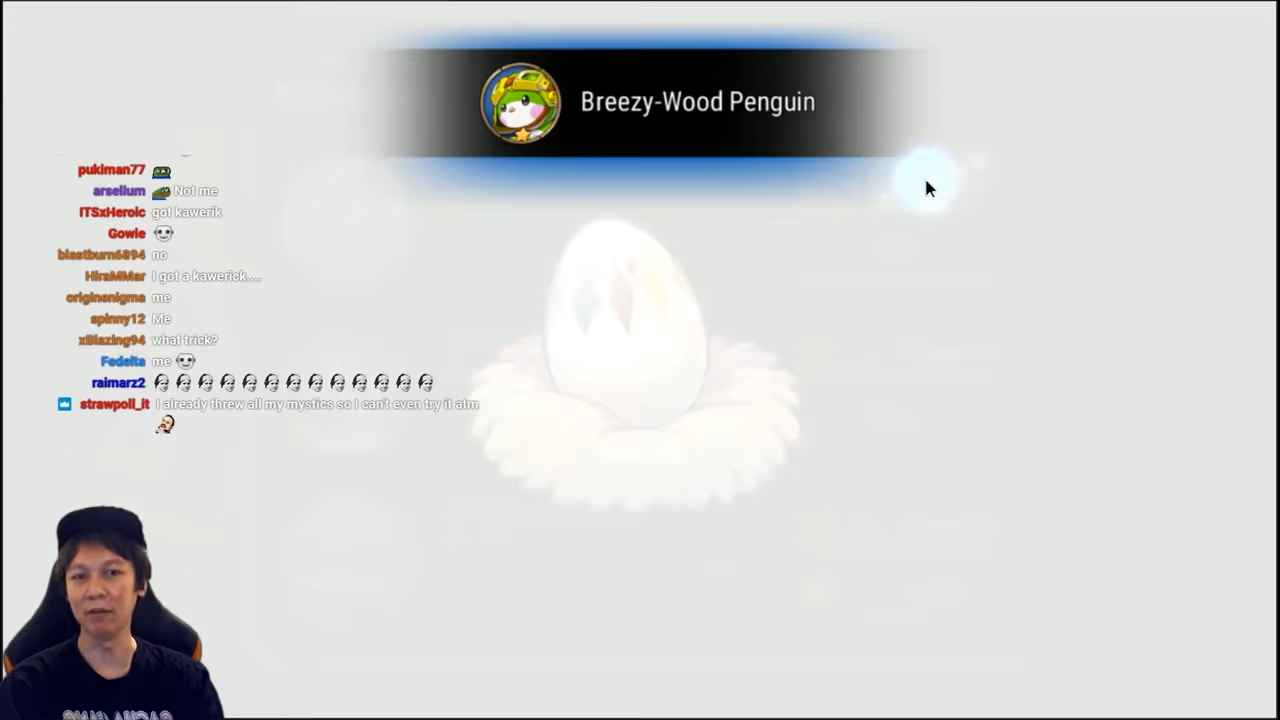 Breezy-Wood Penguin
pukiman77
arselium Not me
ITSxHeroic got kawerik
Gowie
blastburn6894 no
HiraMMar I got a kawerick....
originenigma me
spinny12 Me
xBlazing94 what trick?
Fedelta me
raimarz2
strawpoll_it I already threw all my mystics so I can't even try it atm